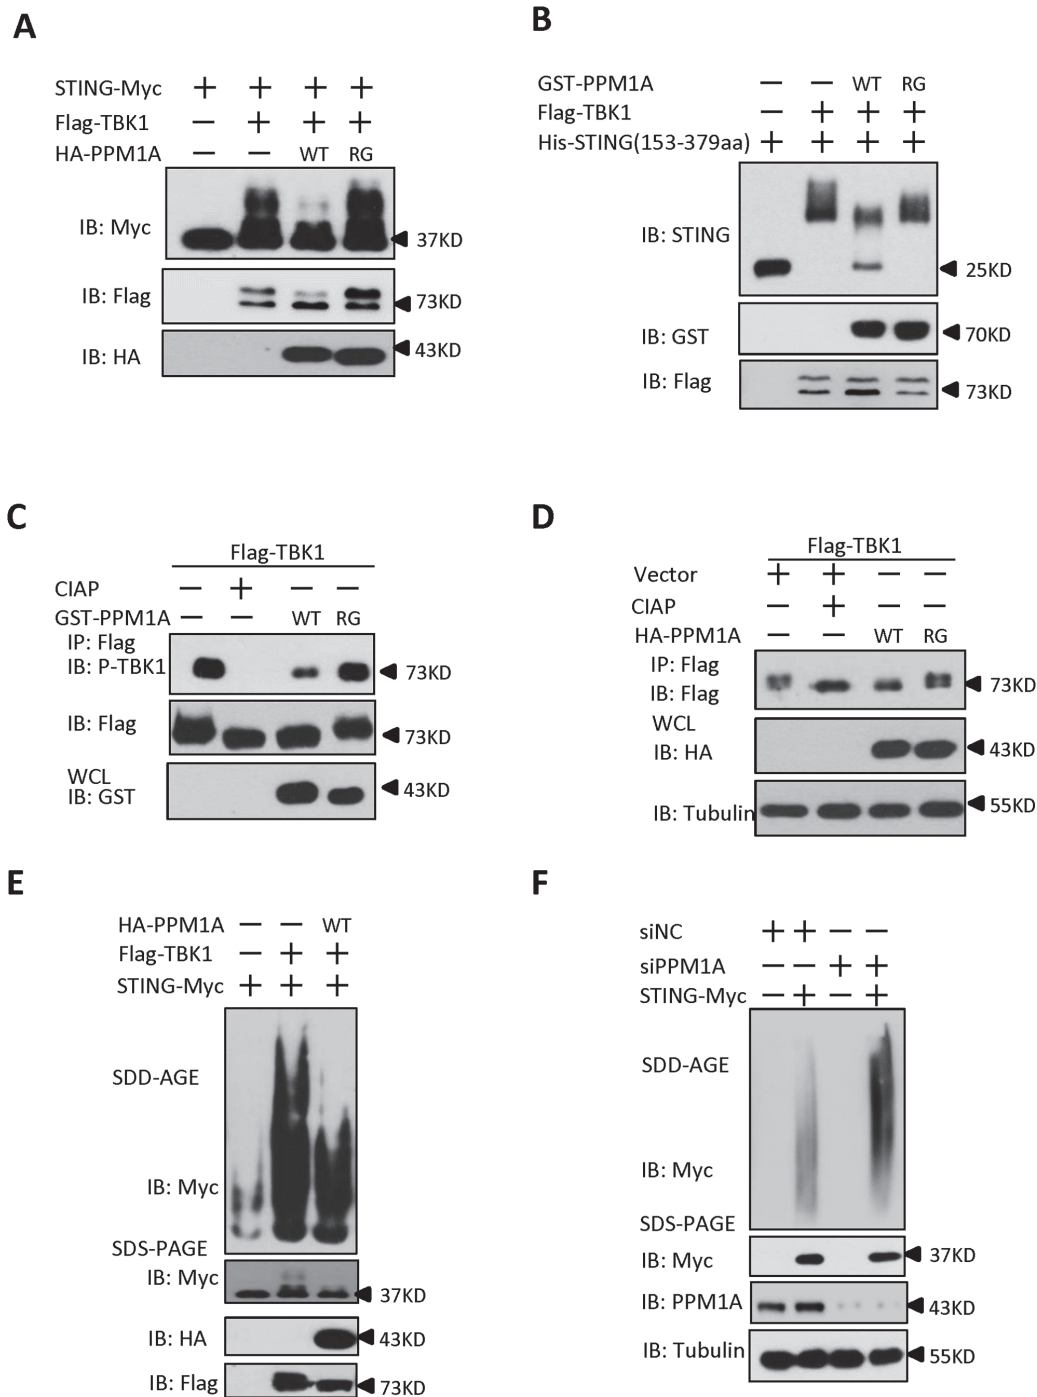 A
STING-Myc + + + +
Flag-TBK1 — + + +
HA-PPM1A — — WT RG
IB: Myc
37KD
IB: Flag
73KD
IB: HA
43KD
B
GST-PPM1A — — WT RG
Flag-TBK1 — + + +
His-STING(153-379aa) + + + +
IB: STING
25KD
IB: GST
70KD
IB: Flag
73KD
C
Flag-TBK1
CIAP — + — —
GST-PPM1A — — WT RG
IP: Flag
IB: P-TBK1
73KD
IB: Flag
73KD
WCL
IB: GST
43KD
D
Flag-TBK1
Vector + + — —
CIAP — + — —
HA-PPM1A — — WT RG
IP: Flag
IB: Flag
73KD
WCL
IB: HA
43KD
IB: Tubulin
55KD
E
HA-PPM1A — — WT
Flag-TBK1 — + +
STING-Myc + + +
SDD-AGE
IB: Myc
SDS-PAGE
IB: Myc
37KD
IB: HA
43KD
IB: Flag
73KD
F
siNC + + — —
siPPM1A — — + +
STING-Myc — + — +
SDD-AGE
IB: Myc
SDS-PAGE
IB: Myc
37KD
IB: PPM1A
43KD
IB: Tubulin
55KD